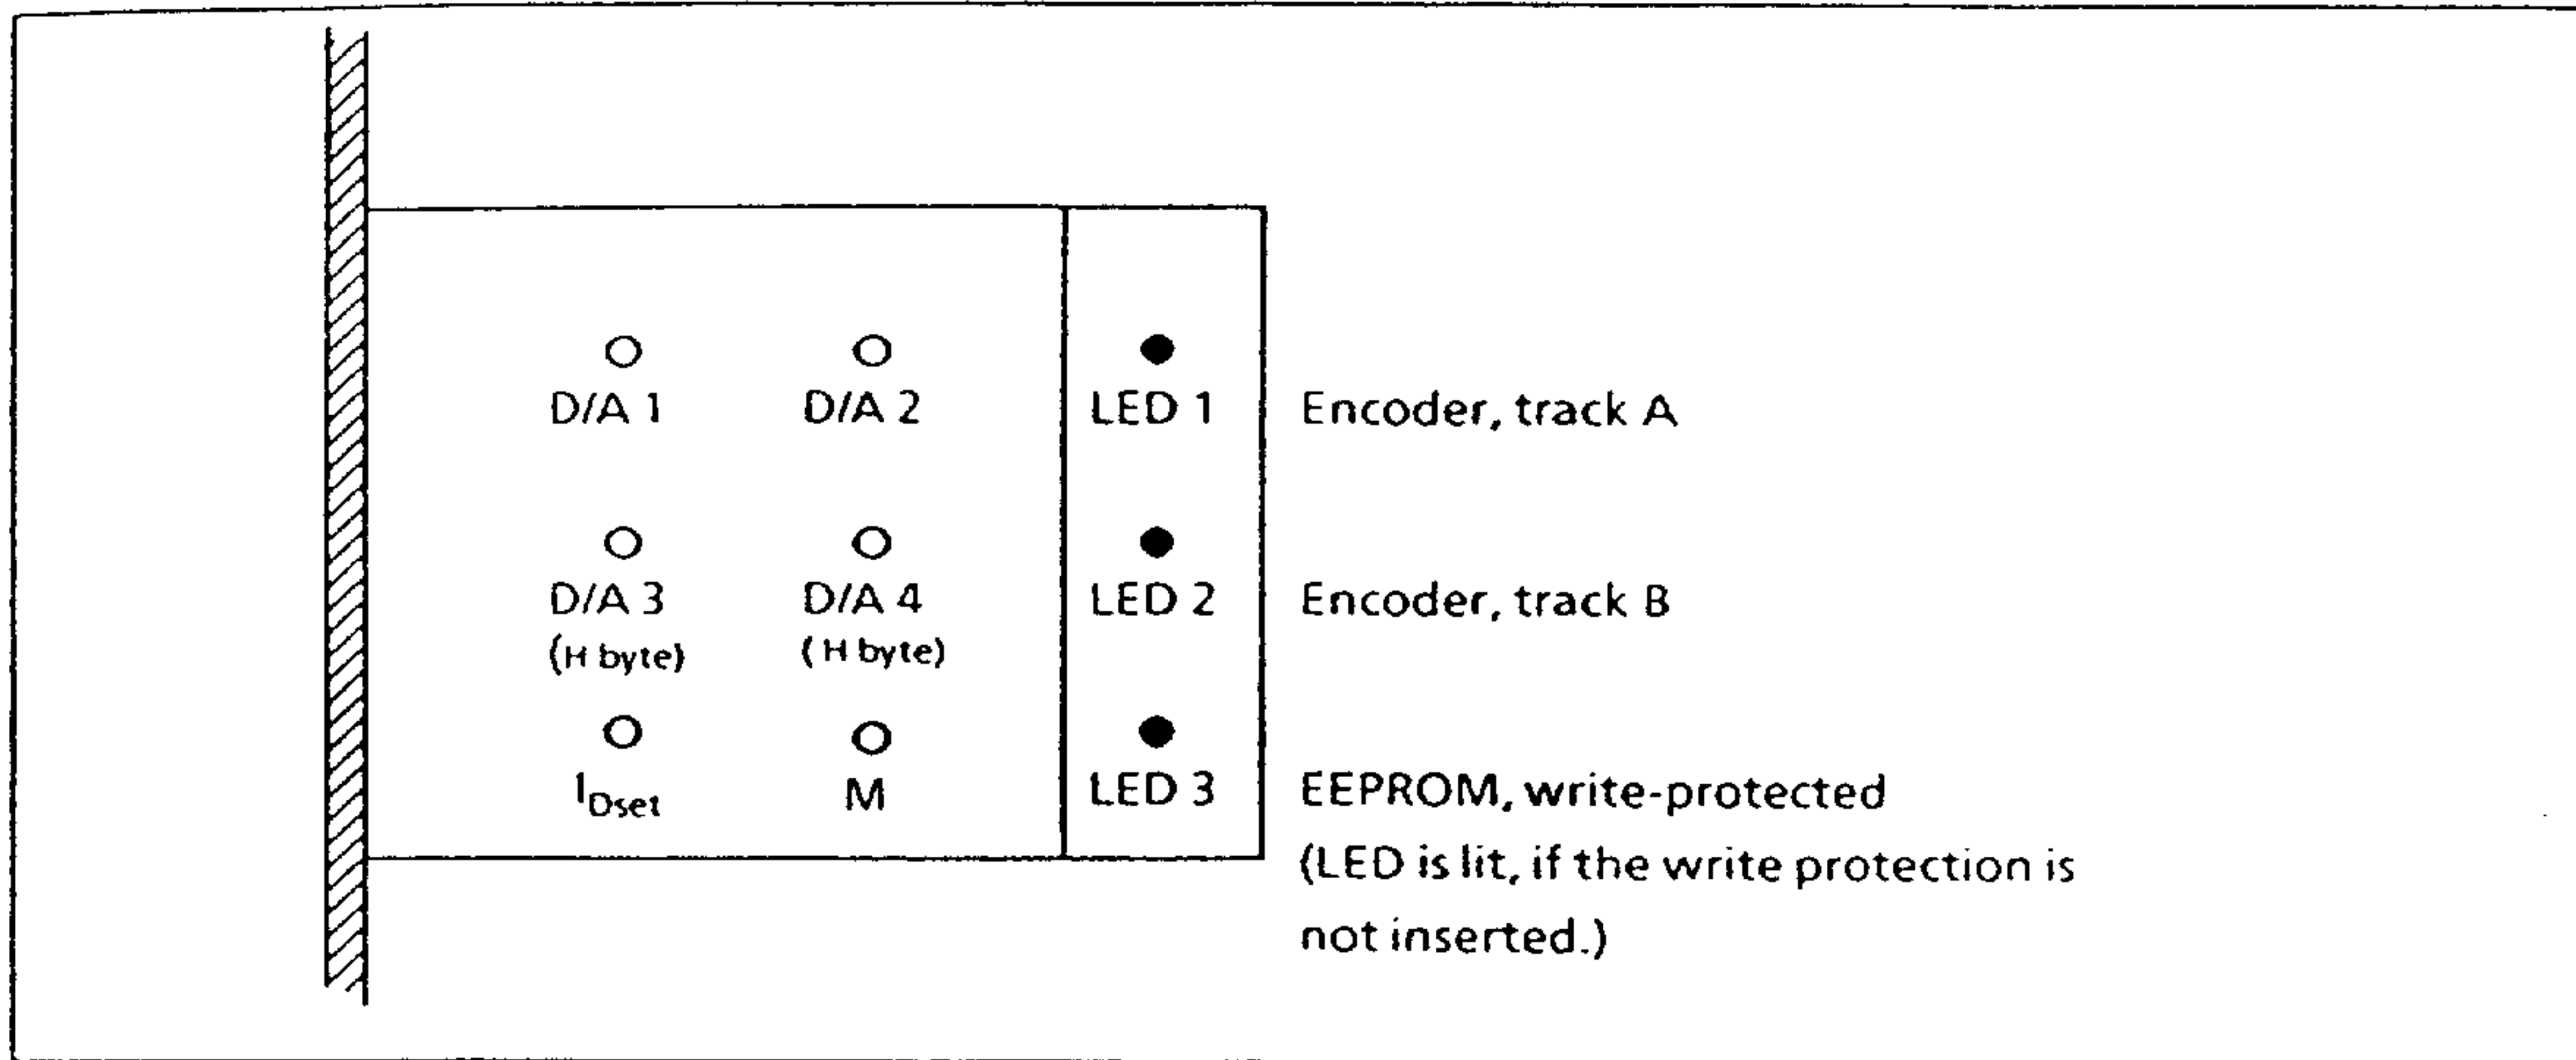 D/A 1 D/A 2 LED 1 Encoder, track A
D/A 3 D/A 4 LED 2 Encoder, track B
(H byte) (H byte)
IDset M LED 3 EEPROM, write-protected
(LED is lit, if the write protection is
not inserted.)